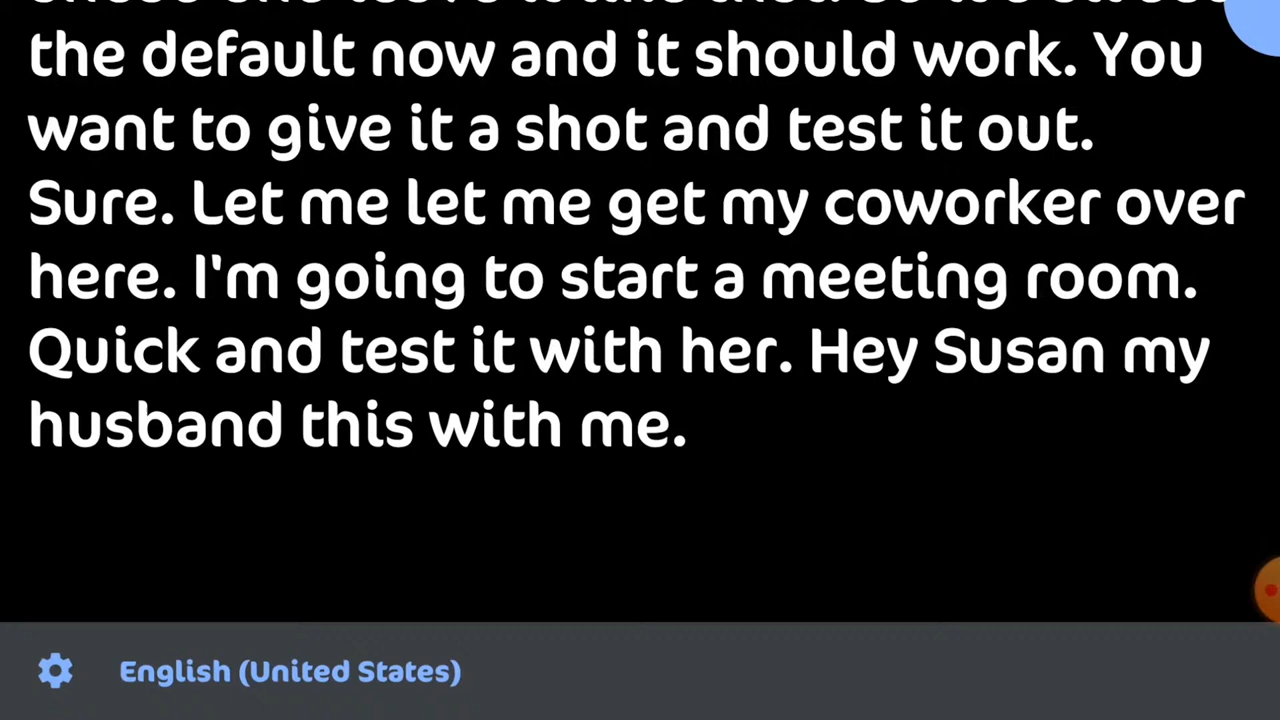 the default now and it should work. You
want to give it a shot and test it out.
Sure. Let me let me get my coworker over
here. I'm going to start a meeting room.
Quick and test it with her. Hey Susan my
husband this with me.
English (United States)